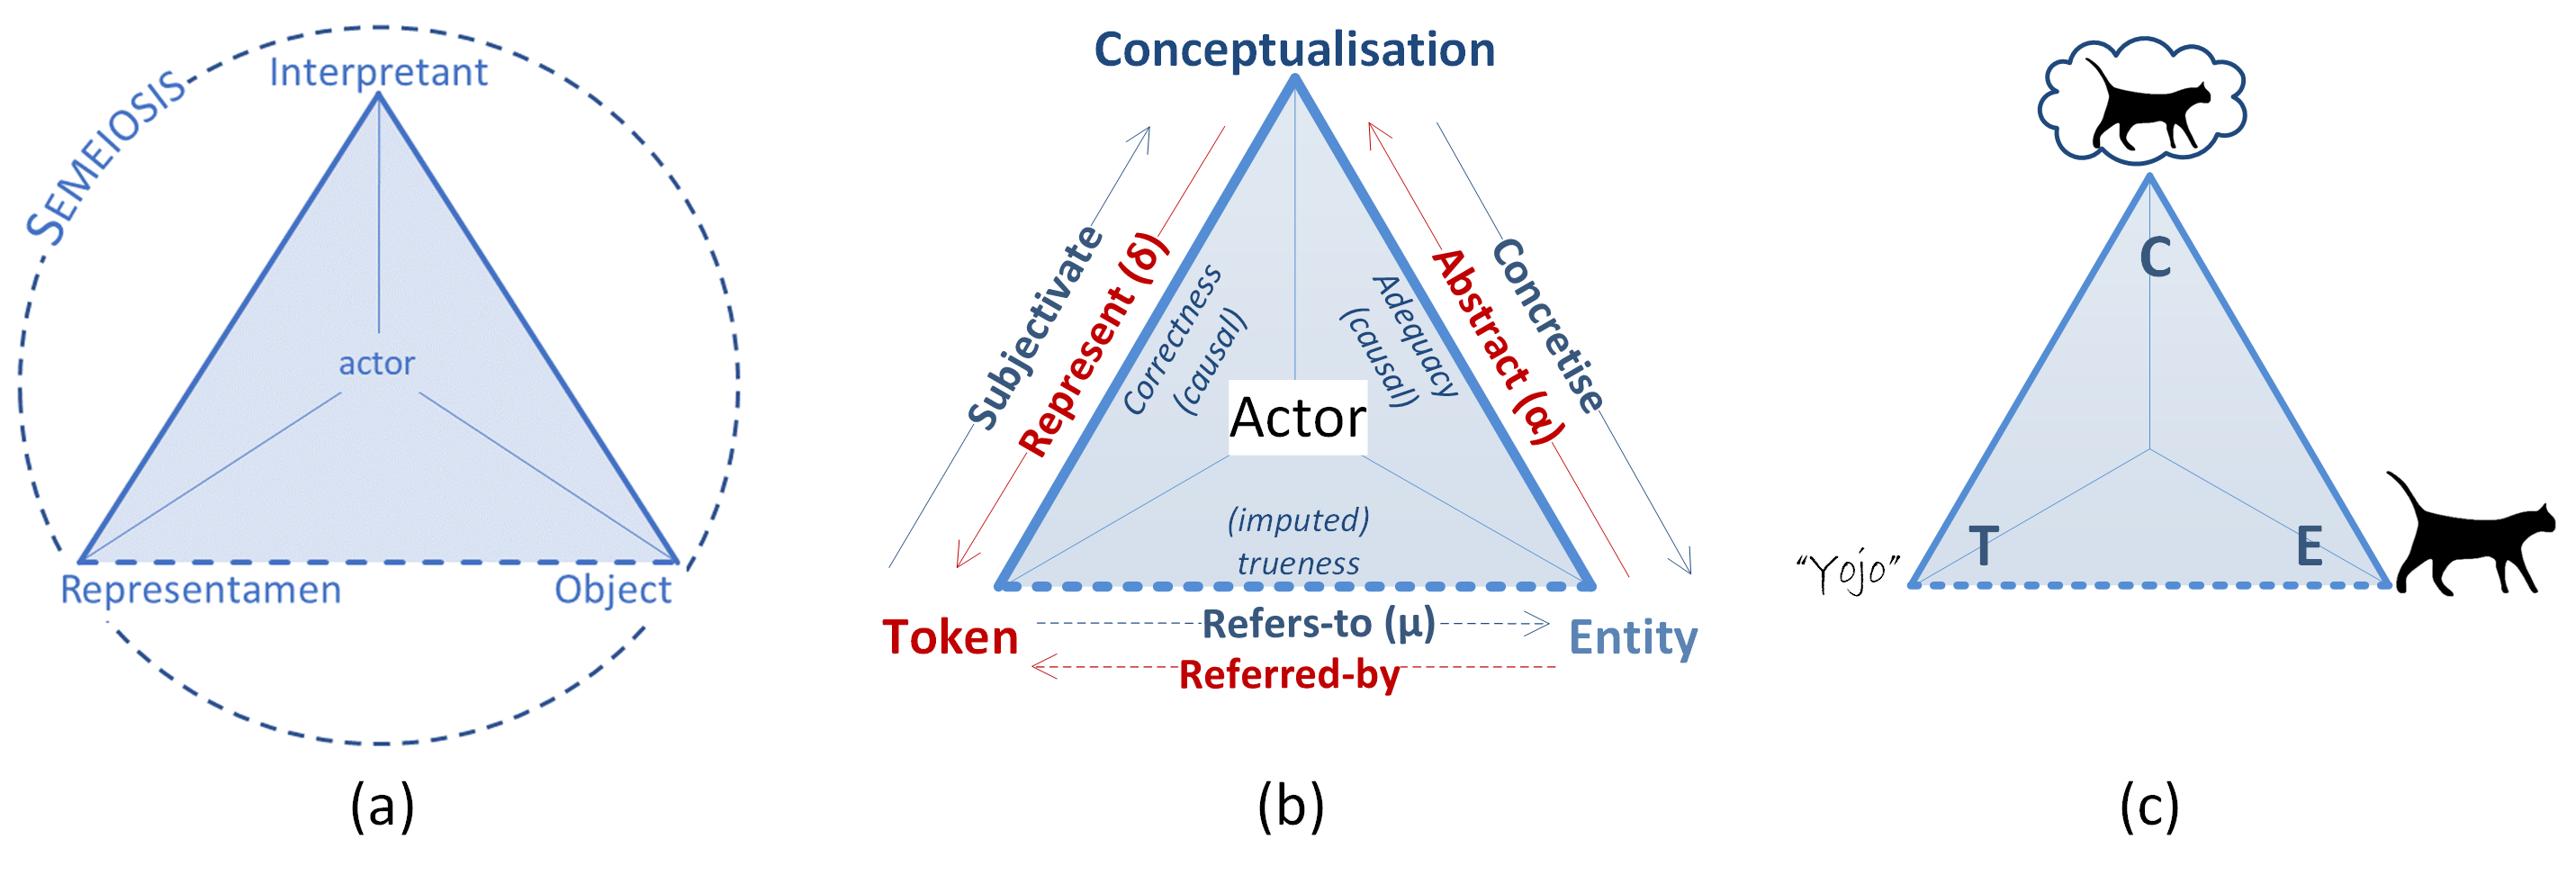 SEMEIOSIS
Interpretant
actor
Representamen
Object
(a)
Conceptualisation
Subjectivate
Represent (δ)
Correctness
(causal)
Adequacy
(causal)
Abstract (α)
Concretise
Actor
(imputed)
trueness
Token
Refers-to (μ)
Entity
Referred-by
(b)
C
T
E
“Yojo”
(c)